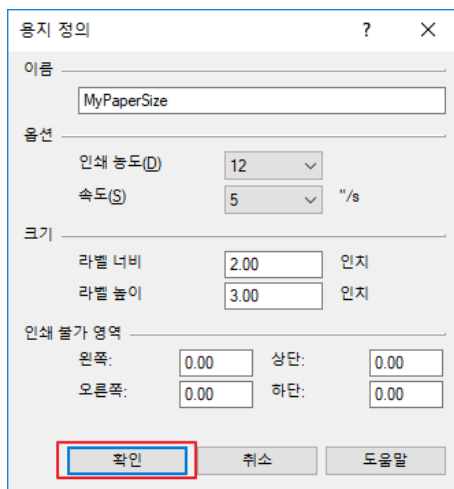 용지 정의 ?
이름
MyPaperSize
옵션
인쇄 농도(D) 12
속도(S) 5 "/s
크기
라벨 너비 2.00 인치
라벨 높이 3.00 인치
인쇄 불가 영역
왼쪽: 0.00 상단: 0.00
오른쪽: 0.00 하단: 0.00
확인 취소 도움말